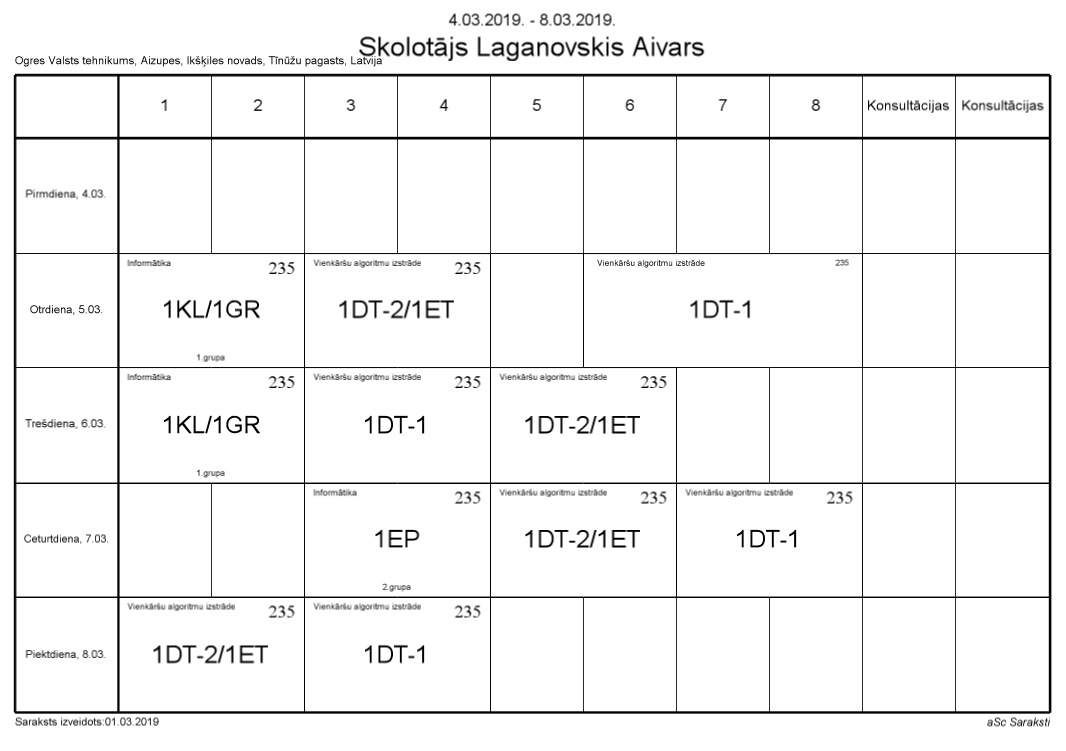 4.03.2019. - 8.03.2019.
Skolotājs Laganovskis Aivars
Ogres Valsts tehnikums, Aizupes, Ikšķiles novads, Tīnūžu pagasts, Latvija
1 2 3 4 5 6 7 8 Konsultācijas Konsultācijas
Pirmdiena, 4.03.
Informātika 235 Vienkāršu algoritmu izstrāde 235 Vienkāršu algoritmu izstrāde 235
Otrdiena, 5.03. 1KL/1GR 1DT-2/1ET 1DT-1
1.grupa
Informātika 235 Vienkāršu algoritmu izstrāde 235 Vienkāršu algoritmu izstrāde 235
Trešdiena, 6.03. 1KL/1GR 1DT-1 1DT-2/1ET
1.grupa
Informātika 235 Vienkāršu algoritmu izstrāde 235 Vienkāršu algoritmu izstrāde 235
Ceturtdiena, 7.03. 1EP 1DT-2/1ET 1DT-1
2.grupa
Vienkāršu algoritmu izstrāde 235 Vienkāršu algoritmu izstrāde 235
Piektdiena, 8.03. 1DT-2/1ET 1DT-1
Saraksts izveidots:01.03.2019 aSc Saraksti